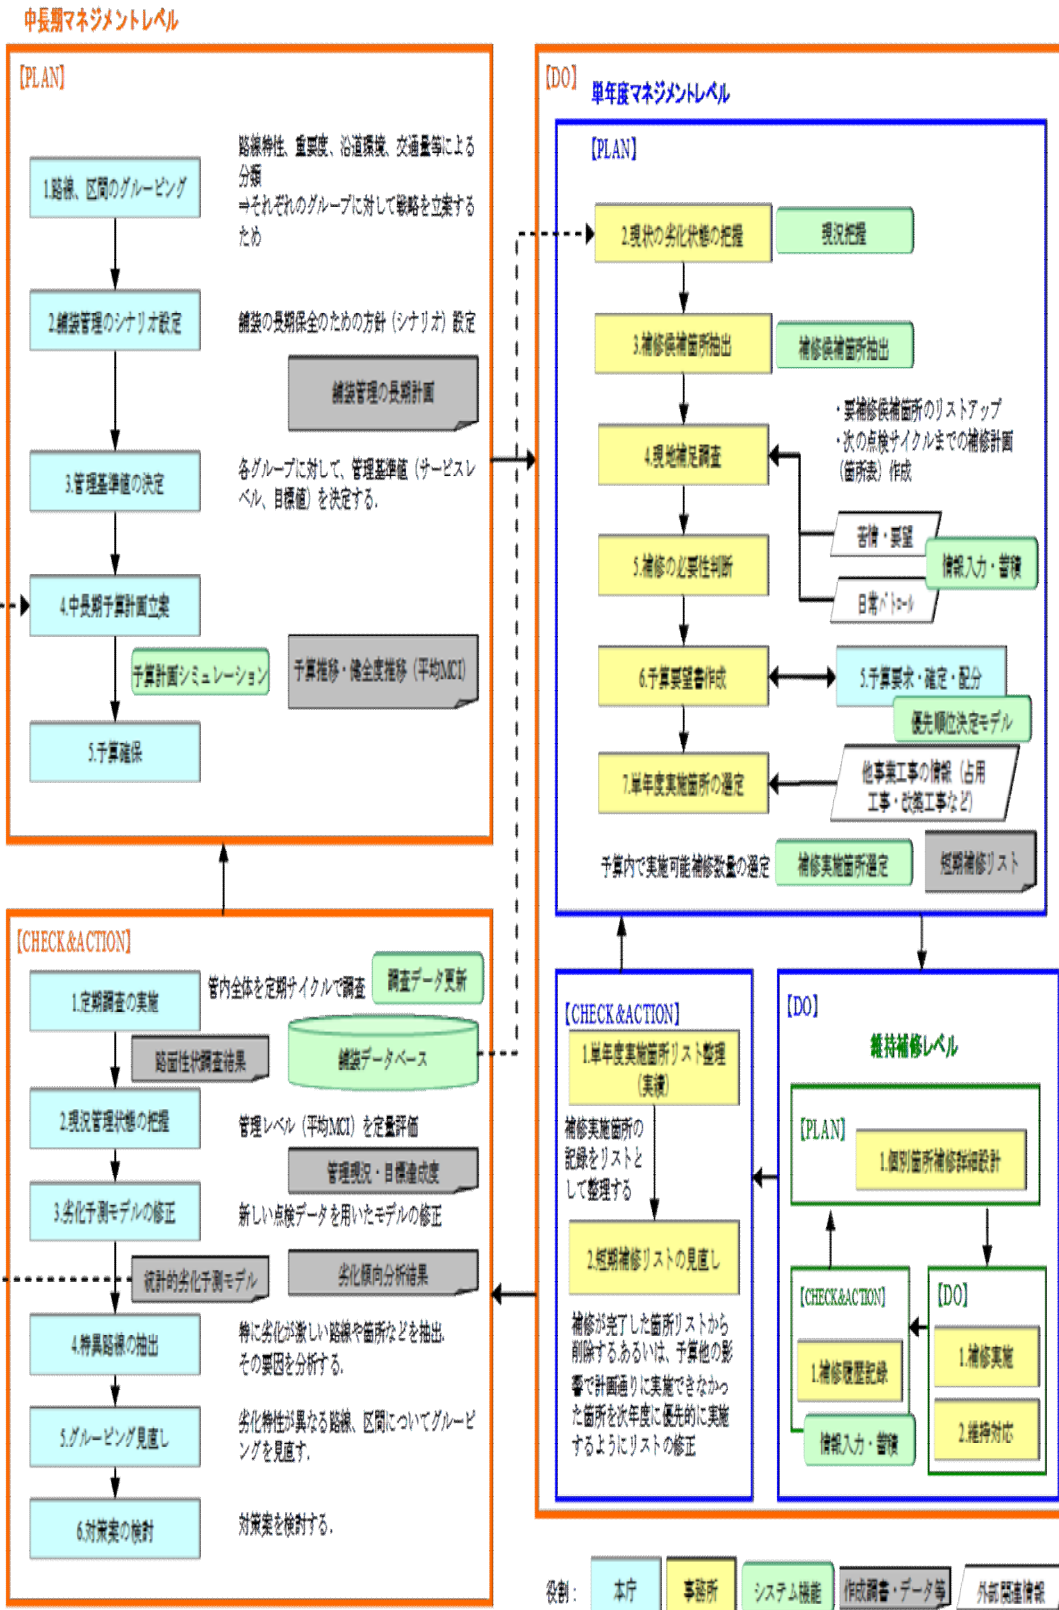 中長期マネジメントレベル
【PLAN】
1.路線、区間のグルーピング
路線特性、重要度、沿道環境、交通量等による
分類
⇒それぞれのグループに対して戦略を立案する
ため
2.舗装管理のシナリオ設定
舗装の長期保全のための方針（シナリオ）設定
舗装管理の長期計画
3.管理基準値の決定
各グループに対して、管理基準値（サービスレ
ベル、目標値）を決定する.
4.中長期予算計画立案
予算計画シミュレーション
予算推移・健全度推移（平均MCI）
5.予算確保
【CHECK&ACTION】
1.定期調査の実施
管内全体を定期サイクルで調査
調査データ更新
路面性状調査結果
舗装データベース
2.現況管理状態の把握
管理レベル（平均MCI）を定量評価
管理現況・目標達成度
3.劣化予測モデルの修正
新しい点検データを用いたモデルの修正
統計的劣化予測モデル
劣化傾向分析結果
4.特異路線の抽出
特に劣化が激しい路線や箇所などを抽出.
その要因を分析する.
5.グルーピング見直し
劣化特性が異なる路線、区間についてグルーピ
ングを見直す.
6.対策案の検討
対策案を検討する.
【DO】
単年度マネジメントレベル
【PLAN】
2.現状の劣化状態の把握
現況把握
3.補修候補箇所抽出
補修候補箇所抽出
4.現地補足調査
・要補修候補箇所のリストアップ
・次の点検サイクルまでの補修計画
（箇所表）作成
苦情・要望
情報入力・蓄積
日常パトロール
5.補修の必要性判断
6.予算要望書作成
5.予算要求・確定・配分
優先順位決定モデル
7.単年度実施箇所の選定
他事業工事の情報（占用
工事・改築工事など）
予算内で実施可能補修数量の選定
補修実施箇所選定
短期補修リスト
【CHECK&ACTION】
1.単年度実施箇所リスト整理
（実績）
補修実施箇所の
記録をリストと
して整理する
2.短期補修リストの見直し
補修が完了した箇所リストから
削除する.あるいは、予算他の影
響で計画通りに実施できなかっ
た箇所を次年度に優先的に実施
するようにリストの修正
【DO】
維持補修レベル
【PLAN】
1.個別箇所補修詳細設計
【CHECK&ACTION】
1.補修履歴記録
情報入力・蓄積
【DO】
1.補修実施
2.維持対応
役割：
本庁
事務所
システム機能
作成調書・データ等
外部関連情報